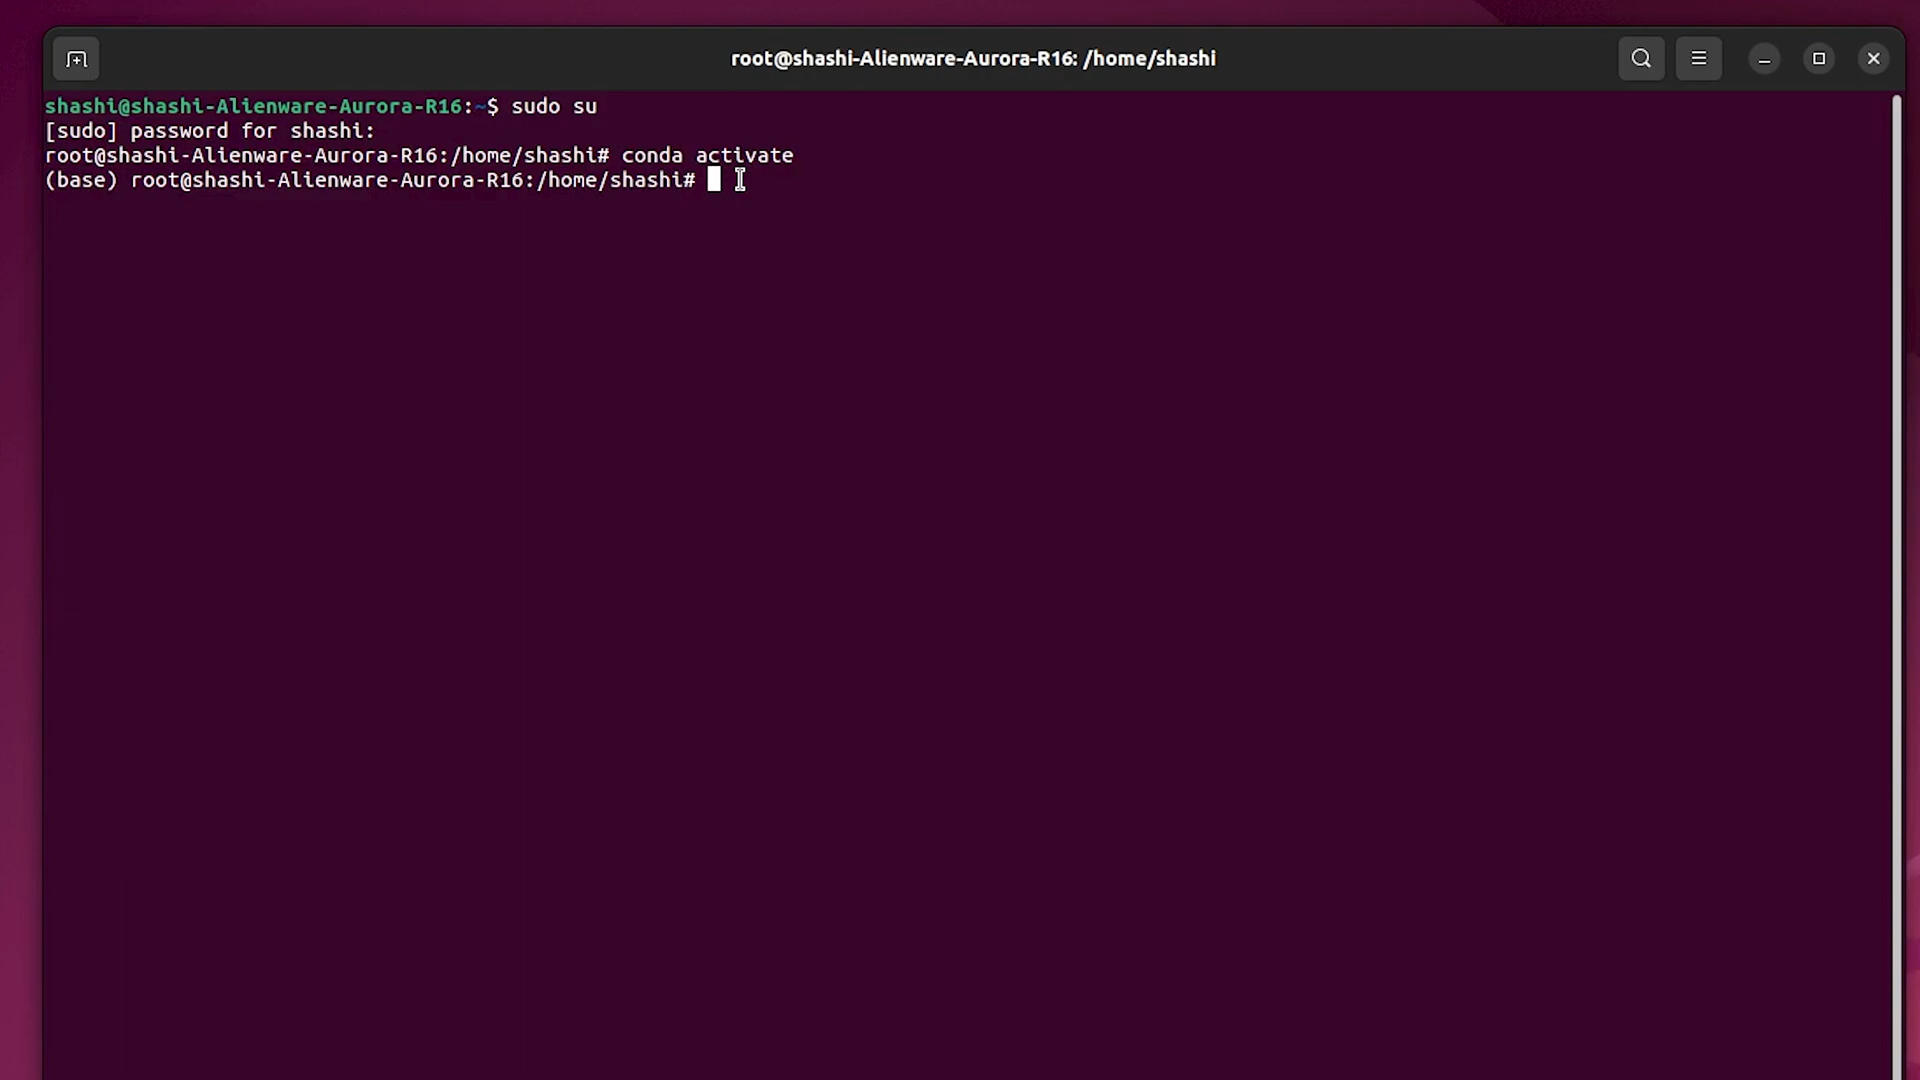 root@shashi-Alienware-Aurora-R16: /home/shashi
shashi@shashi-Alienware-Aurora-R16:~$ sudo su
[sudo] password for shashi:
root@shashi-Alienware-Aurora-R16:/home/shashi# conda activate
(base) root@shashi-Alienware-Aurora-R16:/home/shashi#